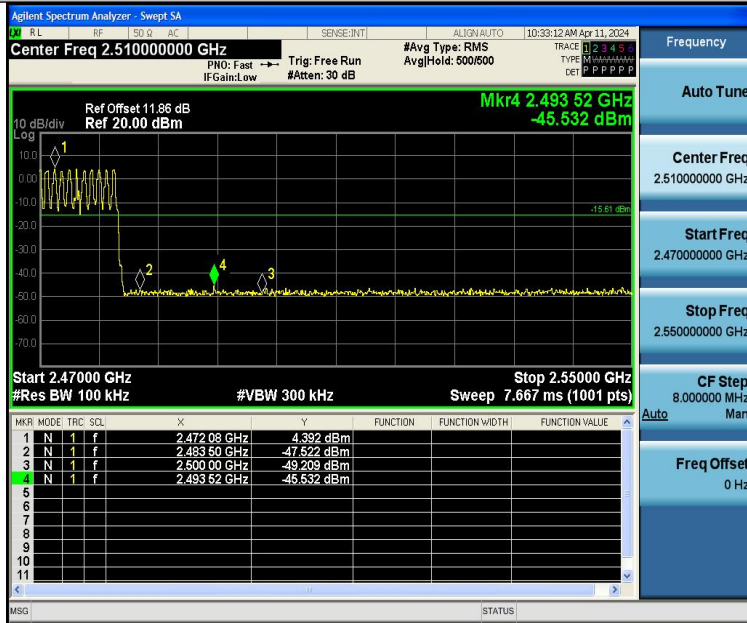 Agilent Spectrum Analyzer - Swept SA
LXI RL RF 50 Ω AC SENSE:INT ALIGN AUTO 10:33:12 AM Apr 11, 2024
Center Freq 2.510000000 GHz
PNO: Fast
IFGain:Low
Trig: Free Run
#Atten: 30 dB
#Avg Type: RMS
Avg|Hold: 500/500
TRACE 1 2 3 4 5 6
TYPE M W W W W W
DET P P P P P P
Ref Offset 11.86 dB
10 dB/div Ref 20.00 dBm
Log
Mkr4 2.493 52 GHz
-45.532 dBm
10.0
0.00
-10.0
-20.0
-30.0
-40.0
-50.0
-60.0
-70.0
1
2
4
3
-15.61 dBm
Start 2.47000 GHz Stop 2.55000 GHz
#Res BW 100 kHz #VBW 300 kHz Sweep 7.667 ms (1001 pts)
MKR MODE TRC SCL X Y FUNCTION FUNCTION WIDTH FUNCTION VALUE
1 N 1 f 2.472 08 GHz 4.392 dBm
2 N 1 f 2.483 50 GHz -47.522 dBm
3 N 1 f 2.500 00 GHz -49.209 dBm
4 N 1 f 2.493 52 GHz -45.532 dBm
5
6
7
8
9
10
11
MSG STATUS
Frequency
Auto Tune
Center Freq
2.510000000 GHz
Start Freq
2.470000000 GHz
Stop Freq
2.550000000 GHz
CF Step
8.000000 MHz
Auto Man
Freq Offset
0 Hz